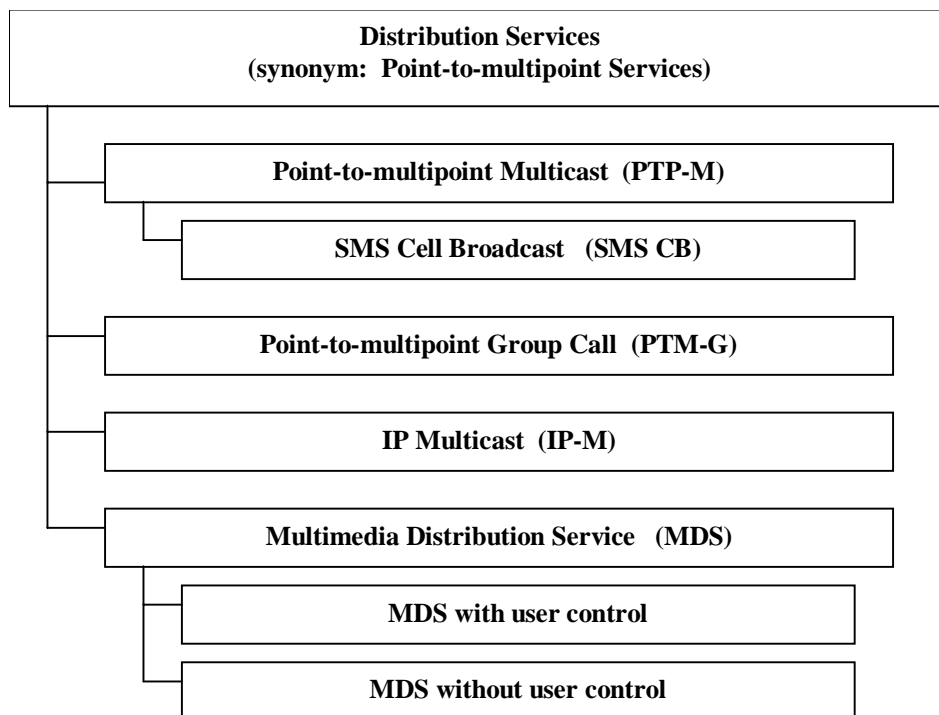 Distribution Services
(synonym: Point-to-multipoint Services)
Point-to-multipoint Multicast (PTP-M)
SMS Cell Broadcast (SMS CB)
Point-to-multipoint Group Call (PTM-G)
IP Multicast (IP-M)
Multimedia Distribution Service (MDS)
MDS with user control
MDS without user control